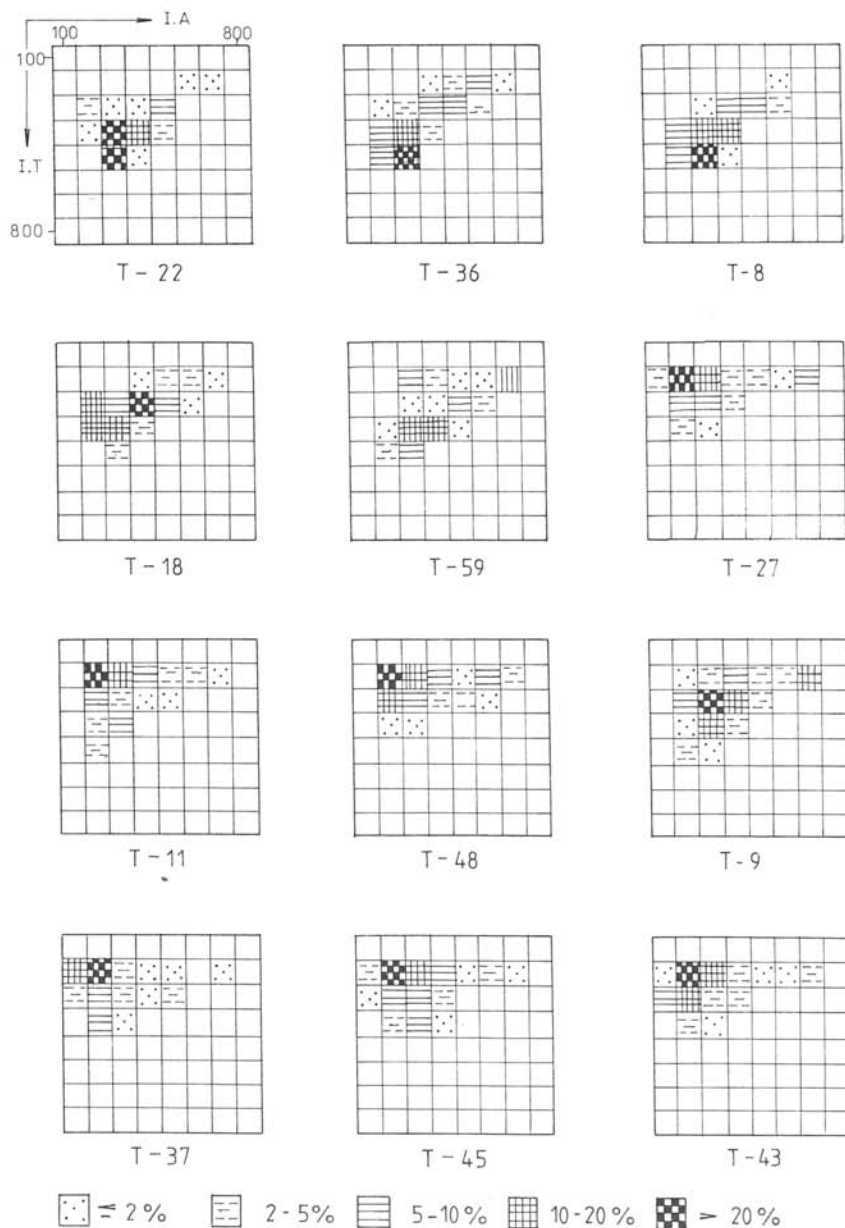 I.A
100 800
100
I.T
800
T-22 T-36 T-8
T-18 T-59 T-27
T-11 T-48 T-9
T-37 T-45 T-43
≤ 2% 2-5% 5-10% 10-20% > 20%